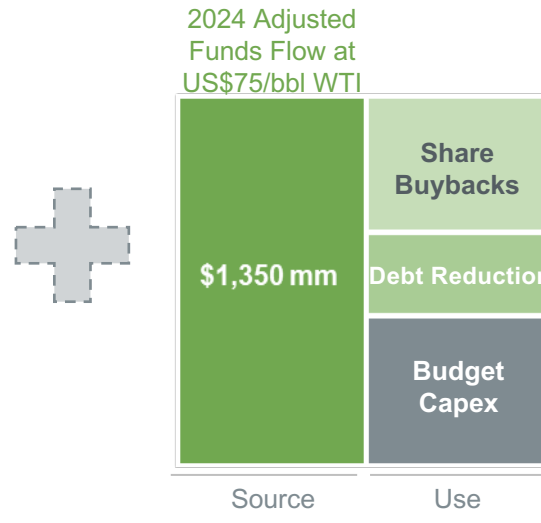 2024 Adjusted
Funds Flow at
US$75/bbl WTI
Share
Buybacks
$1,350 mm
Debt Reduction
Budget
Capex
Source
Use